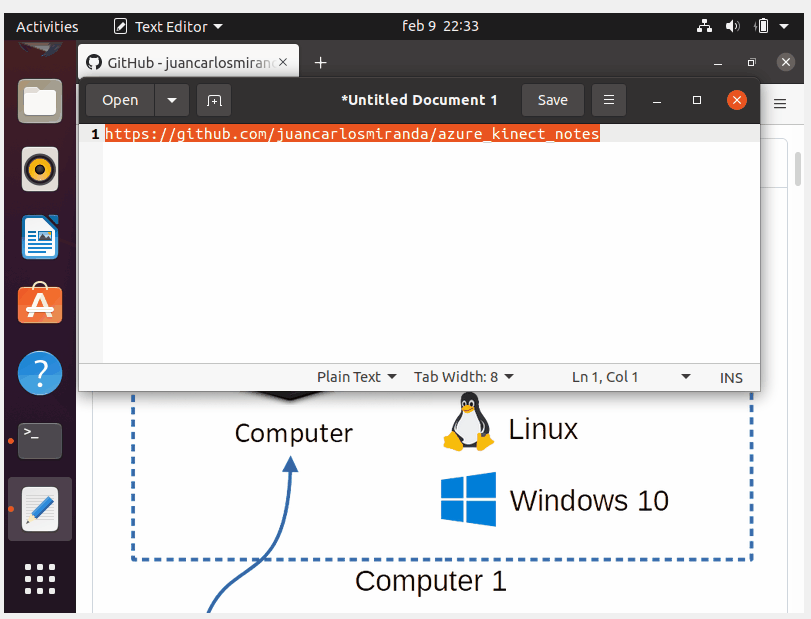 Activities Text Editor feb 9 22:33
GitHub - juancarlosmiranc
Open *Untitled Document 1 Save
1 https://github.com/juancarlosmiranda/azure_kinect_notes
Plain Text Tab Width: 8 Ln 1, Col 1 INS
Computer
Linux
Windows 10
Computer 1